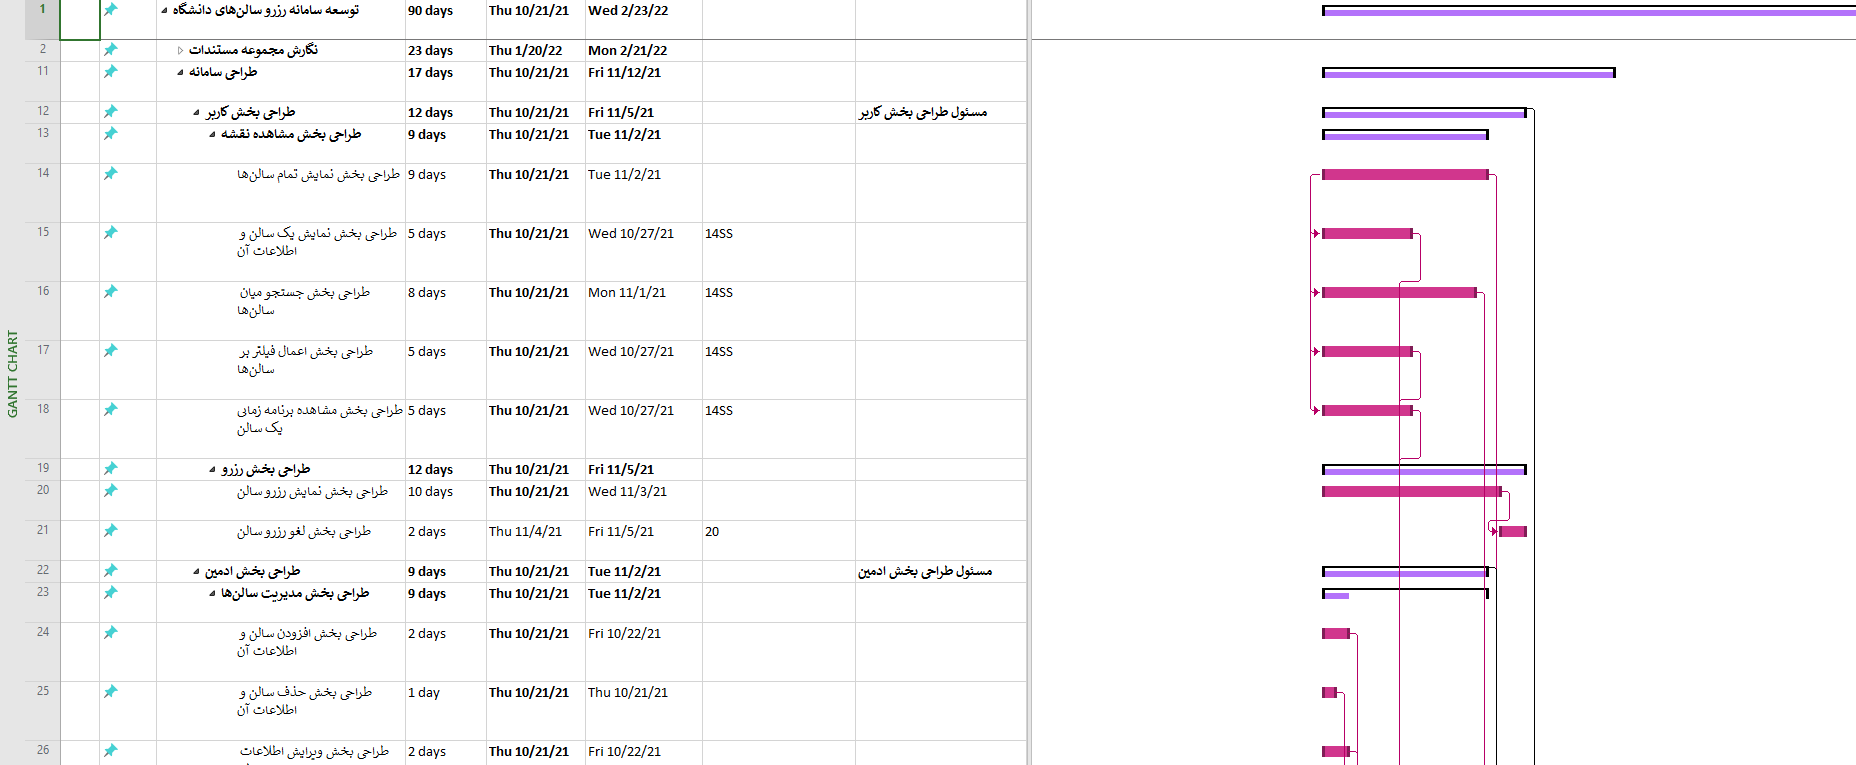 GANTT CHART
1 توسعه سامانه رزرو سالن‌های دانشگاه 90 days Thu 10/21/21 Wed 2/23/22
2 نگارش مجموعه مستندات 23 days Thu 1/20/22 Mon 2/21/22
11 طراحی سامانه 17 days Thu 10/21/21 Fri 11/12/21
12 طراحی بخش کاربر 12 days Thu 10/21/21 Fri 11/5/21 مسئول طراحی بخش کاربر
13 طراحی بخش مشاهده نقشه 9 days Thu 10/21/21 Tue 11/2/21
14 طراحی بخش نمایش تمام سالن‌ها 9 days Thu 10/21/21 Tue 11/2/21
15 طراحی بخش نمایش یک سالن و 5 days Thu 10/21/21 Wed 10/27/21 14SS
اطلاعات آن
16 طراحی بخش جستجو میان 8 days Thu 10/21/21 Mon 11/1/21 14SS
سالن‌ها
17 طراحی بخش اعمال فیلتر بر 5 days Thu 10/21/21 Wed 10/27/21 14SS
سالن‌ها
18 طراحی بخش مشاهده برنامه زمانی 5 days Thu 10/21/21 Wed 10/27/21 14SS
یک سالن
19 طراحی بخش رزرو 12 days Thu 10/21/21 Fri 11/5/21
20 طراحی بخش نمایش رزرو سالن 10 days Thu 10/21/21 Wed 11/3/21
21 طراحی بخش لغو رزرو سالن 2 days Thu 11/4/21 Fri 11/5/21 20
22 طراحی بخش ادمین 9 days Thu 10/21/21 Tue 11/2/21 مسئول طراحی بخش ادمین
23 طراحی بخش مدیریت سالن‌ها 9 days Thu 10/21/21 Tue 11/2/21
24 طراحی بخش افزودن سالن و 2 days Thu 10/21/21 Fri 10/22/21
اطلاعات آن
25 طراحی بخش حذف سالن و 1 day Thu 10/21/21 Thu 10/21/21
اطلاعات آن
26 طراحی بخش ویرایش اطلاعات 2 days Thu 10/21/21 Fri 10/22/21